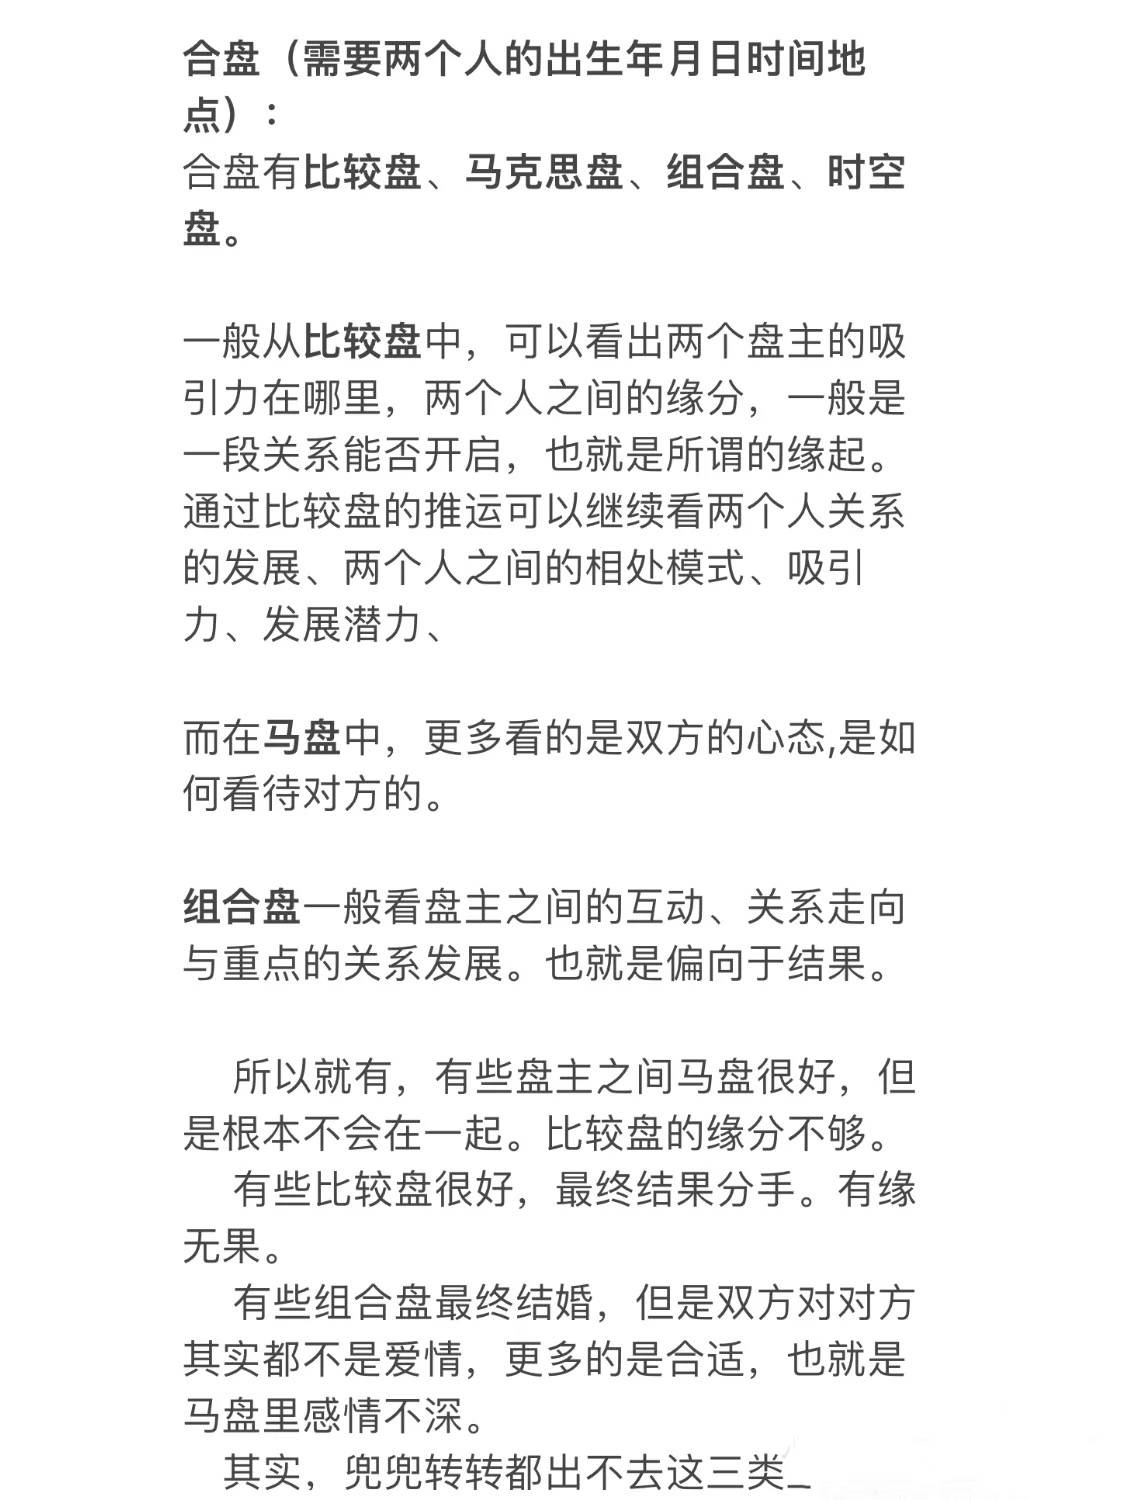 合盘（需要两个人的出生年月日时间地
点）：
合盘有比较盘、马克思盘、组合盘、时空
盘。
一般从比较盘中，可以看出两个盘主的吸
引力在哪里，两个人之间的缘分，一般是
一段关系能否开启，也就是所谓的缘起。
通过比较盘的推运可以继续看两个人关系
的发展、两个人之间的相处模式、吸引
力、发展潜力、
而在马盘中，更多看的是双方的心态,是如
何看待对方的。
组合盘一般看盘主之间的互动、关系走向
与重点的关系发展。也就是偏向于结果。
所以就有，有些盘主之间马盘很好，但
是根本不会在一起。比较盘的缘分不够。
有些比较盘很好，最终结果分手。有缘
无果。
有些组合盘最终结婚，但是双方对对方
其实都不是爱情，更多的是合适，也就是
马盘里感情不深。
其实，兜兜转转都出不去这三类